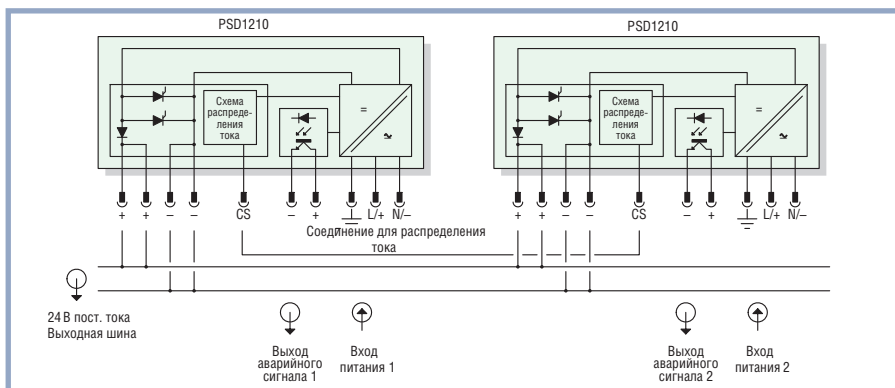 PSD1210
PSD1210
Схема
распреде-
ления
тока
=
Схема
распреде-
ления
тока
=
+ + – – CS – + L/+ N/–
+ + – – CS – + L/+ N/–
Соединение для распределения
тока
24 В пост. тока
Выходная шина
Выход
аварийного
сигнала 1
Вход
питания 1
Выход
аварийного
сигнала 2
Вход
питания 2